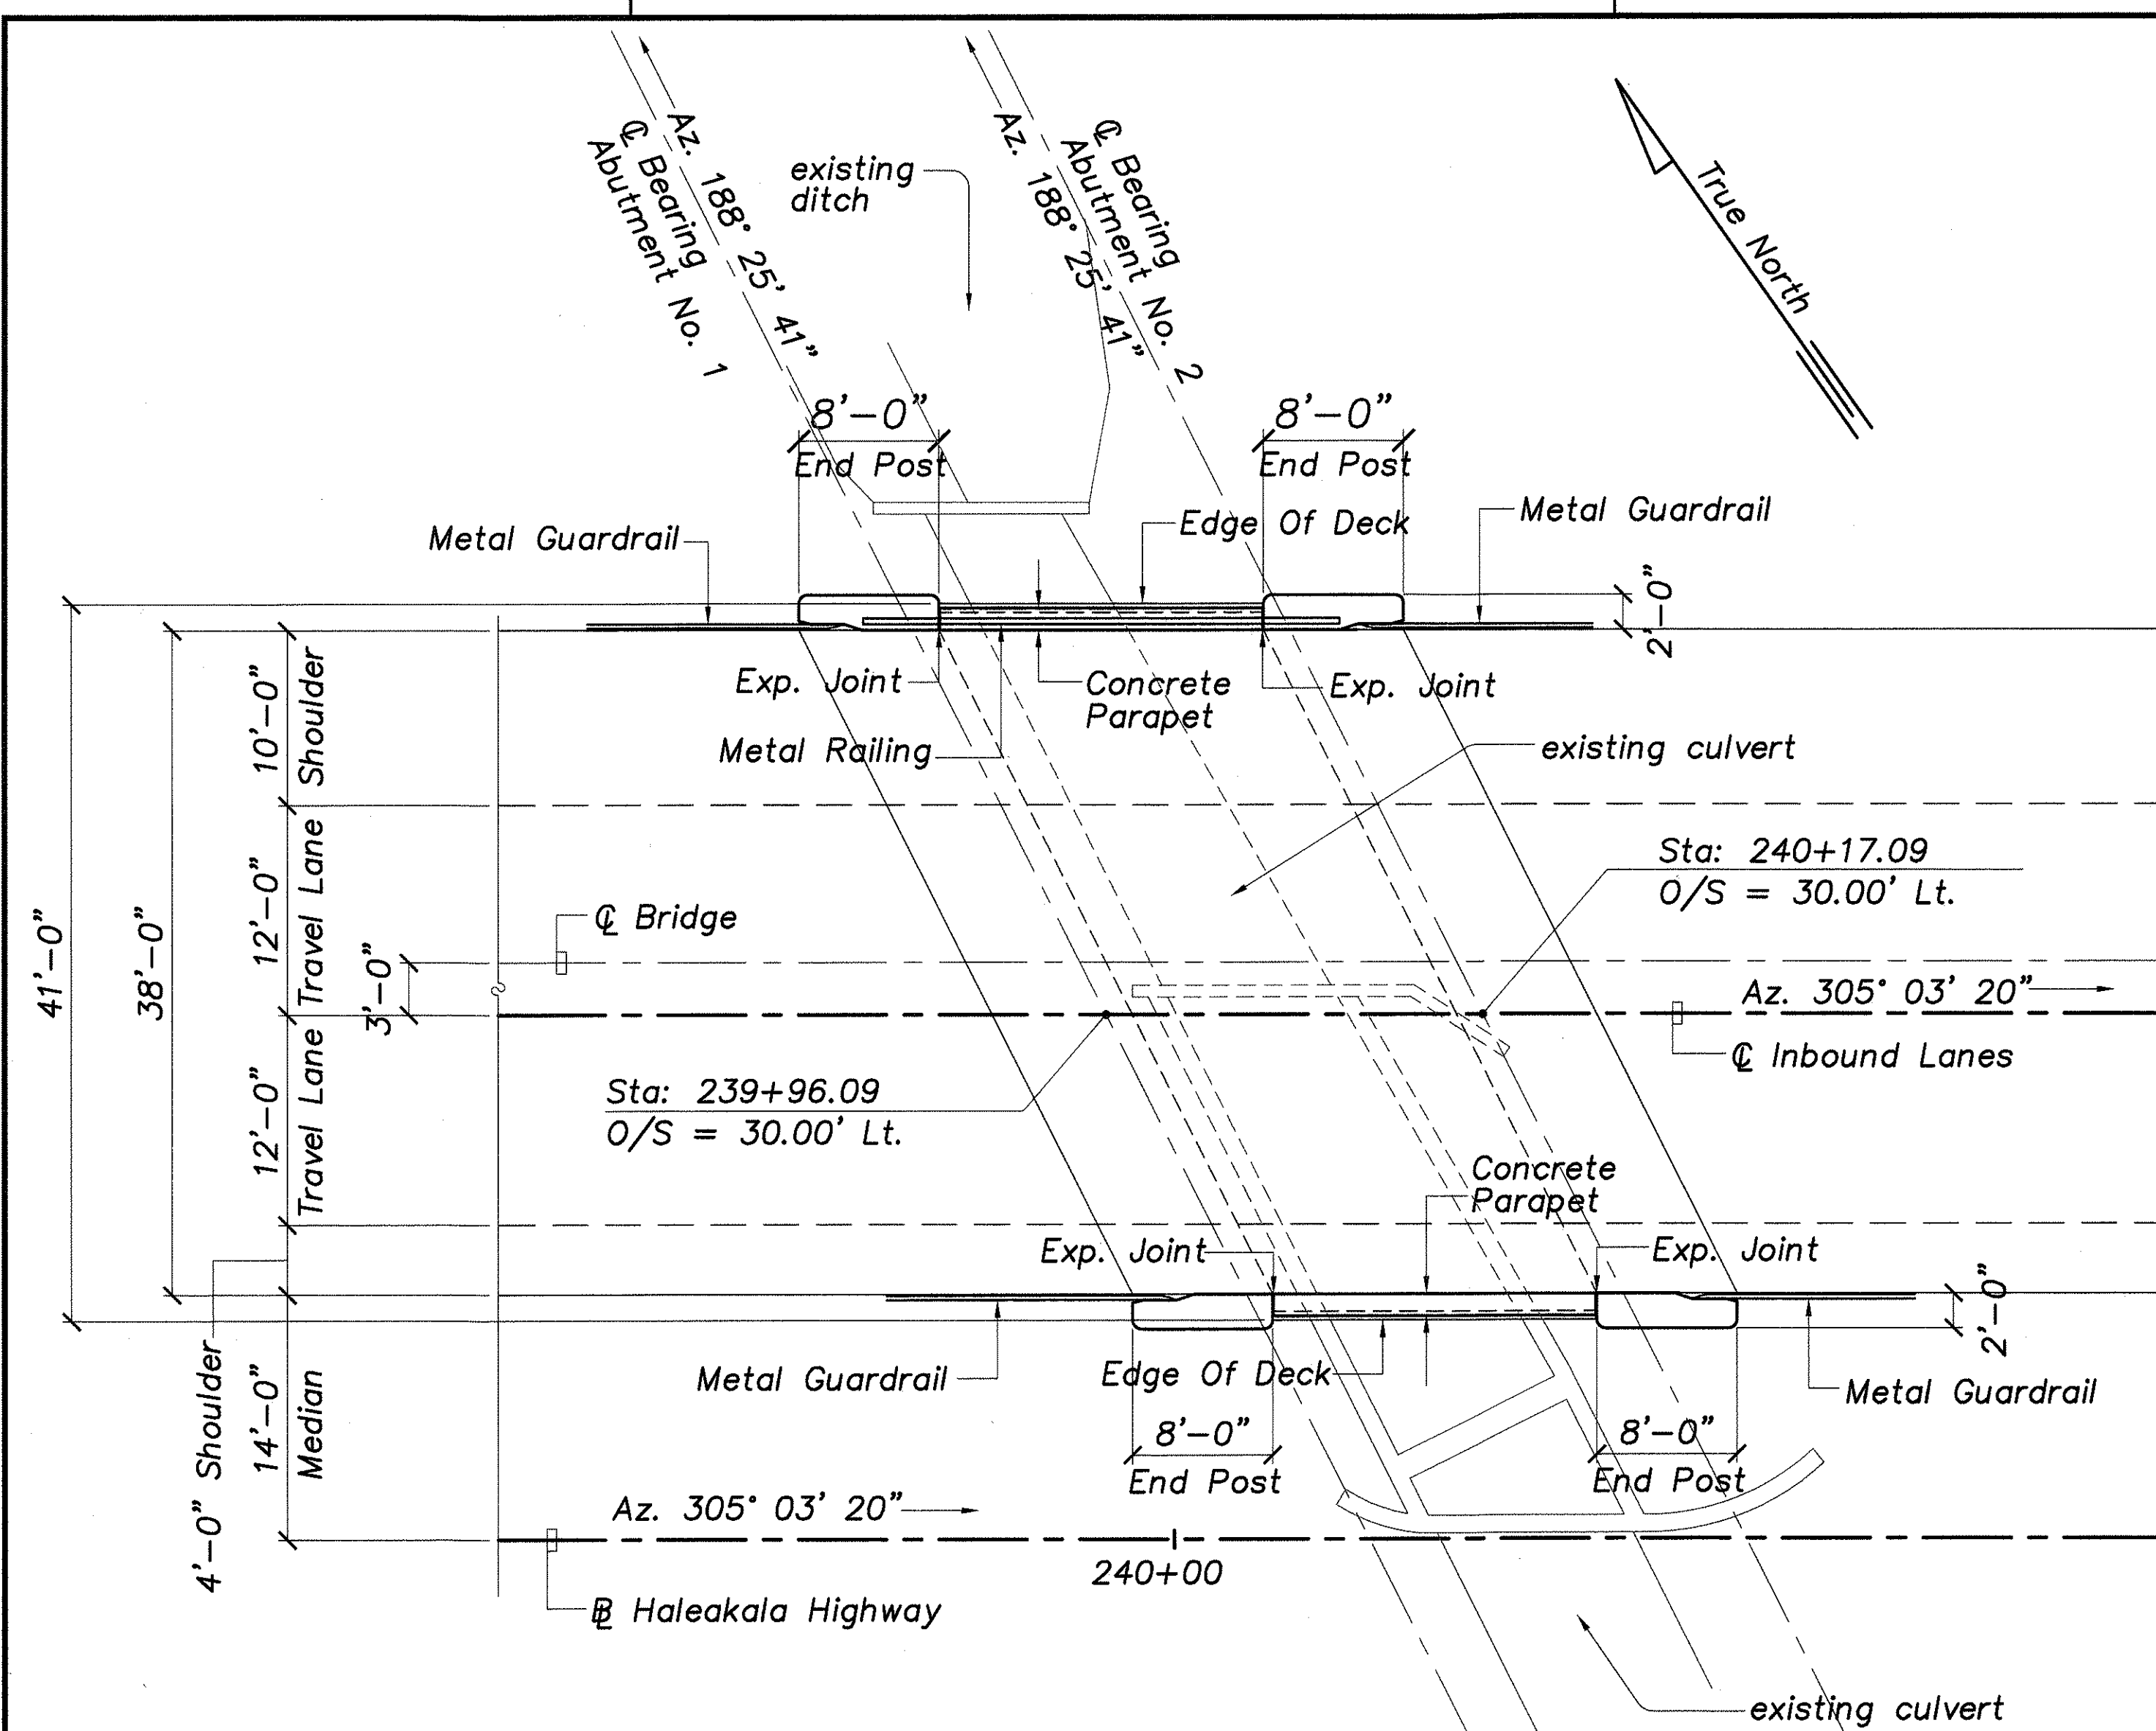 Az. 188° 25' 41"
℄ Bearing
Abutment No. 1
existing
ditch
Az. 188° 25' 41"
℄ Bearing
Abutment No. 2
True North
8'-0"
End Post
8'-0"
End Post
Metal Guardrail
Edge Of Deck
Metal Guardrail
2'-0"
Exp. Joint
Concrete
Parapet
Exp. Joint
Metal Railing
existing culvert
41'-0"
38'-0"
10'-0"
Shoulder
12'-0"
Travel Lane
3'-0"
℄ Bridge
Sta: 240+17.09
O/S = 30.00' Lt.
Az. 305° 03' 20"
℄ Inbound Lanes
Sta: 239+96.09
O/S = 30.00' Lt.
12'-0"
Travel Lane
Concrete
Parapet
Exp. Joint
Exp. Joint
2'-0"
4'-0" Shoulder
14'-0"
Median
Metal Guardrail
Edge Of Deck
Metal Guardrail
8'-0"
End Post
8'-0"
End Post
Az. 305° 03' 20"
240+00
B/L Haleakala Highway
existing culvert